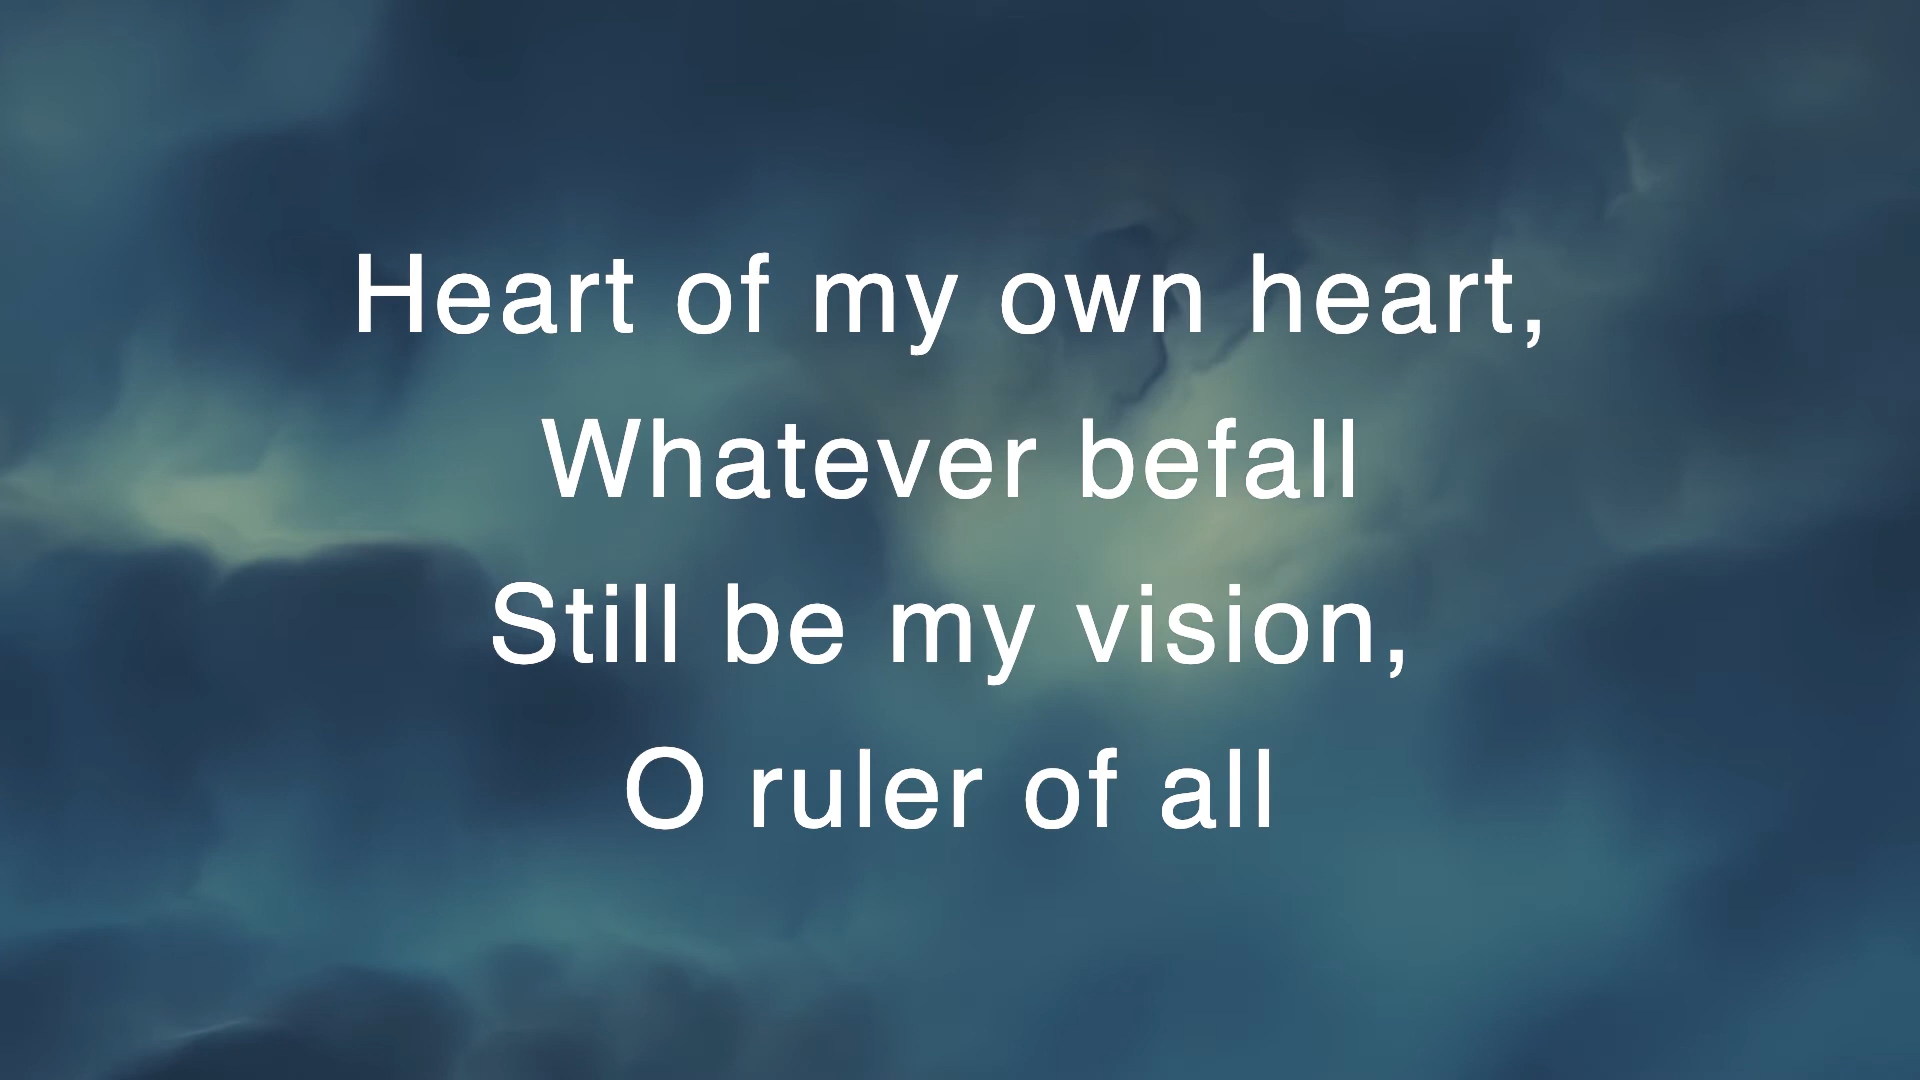 Heart of my own heart,
Whatever befall
Still be my vision,
O ruler of all